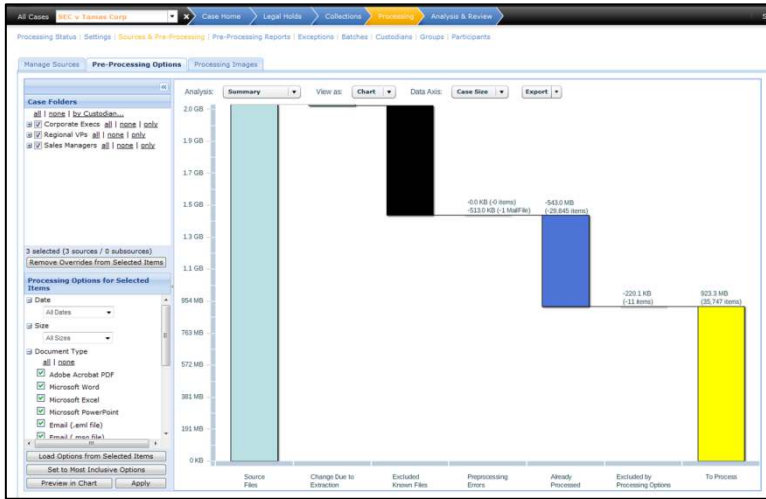 All Cases SEC v Tamas Corp Case Home Legal Holds Collections Processing Analysis & Review
Processing Status | Settings | Sources & Pre-Processing | Pre-Processing Reports | Exceptions | Batches | Custodians | Groups | Participants
Manage Sources Pre-Processing Options Processing Images
Analysis: Summary View as: Chart Data Axis: Case Size Export
Case Folders
all | none | by Custodian...
Corporate Execs all | none | only
Regional VPs all | none | only
Sales Managers all | none | only
3 selected (3 sources / 0 subsources)
Remove Overrides from Selected Items
Processing Options for Selected
Items
Date
All Dates
Size
All Sizes
Document Type
all | none
Adobe Acrobat PDF
Microsoft Word
Microsoft Excel
Microsoft PowerPoint
Email (.eml file)
Email (.msg file)
Load Options from Selected Items
Set to Most Inclusive Options
Preview in Chart Apply
2.0 GB
1.9 GB
1.7 GB
1.5 GB
1.3 GB
1.1 GB
954 MB
763 MB
572 MB
381 MB
191 MB
0 KB
-0.0 KB (-0 items)
-513.0 KB (-1 MailFile)
-543.0 MB
(-29,645 items)
-220.1 KB
(-11 items)
923.3 MB
(35,747 items)
Source
Files
Change Due to
Extraction
Excluded
Known Files
Preprocessing
Errors
Already
Processed
Excluded by
Processing Options
To Process